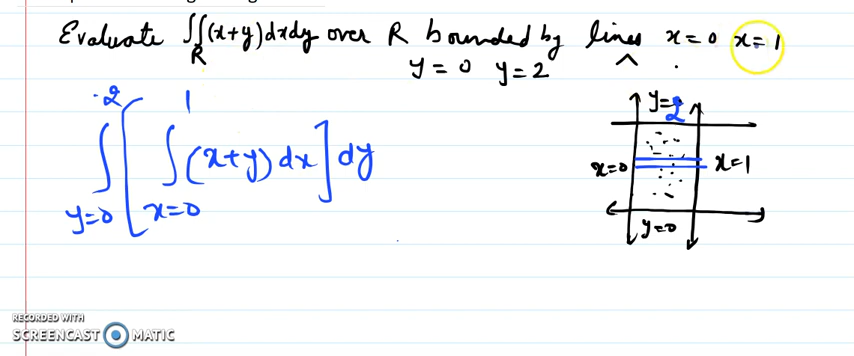 Evaluate ∬(x+y)dxdy over R bounded by lines x=0 x=1
R
y=0 y=2 ^
∫ [ ∫ (x+y) dx ] dy
2
1
y=0
x=0
y=2
x=0
x=1
y=0
RECORDED WITH
SCREENCAST MATIC